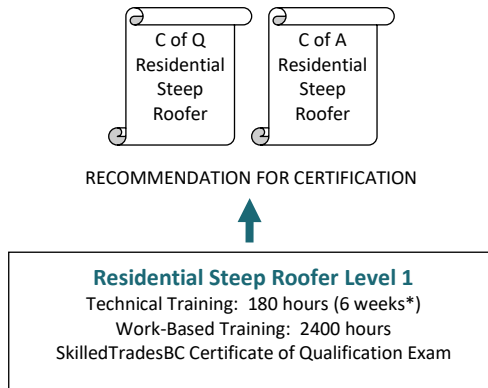 C of Q
Residential
Steep
Roofer
C of A
Residential
Steep
Roofer
RECOMMENDATION FOR CERTIFICATION
Residential Steep Roofer Level 1
Technical Training: 180 hours (6 weeks*)
Work-Based Training: 2400 hours
SkilledTradesBC Certificate of Qualification Exam